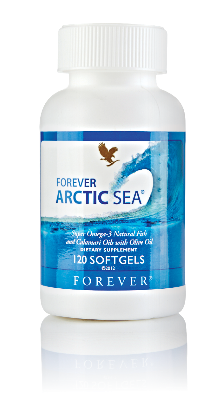 FOREVER
ARCTIC SEA®
Super Omega-3 Natural Fish
and Calamari Oils with Olive Oil
DIETARY SUPPLEMENT
120 SOFTGELS
©2012
FOREVER®